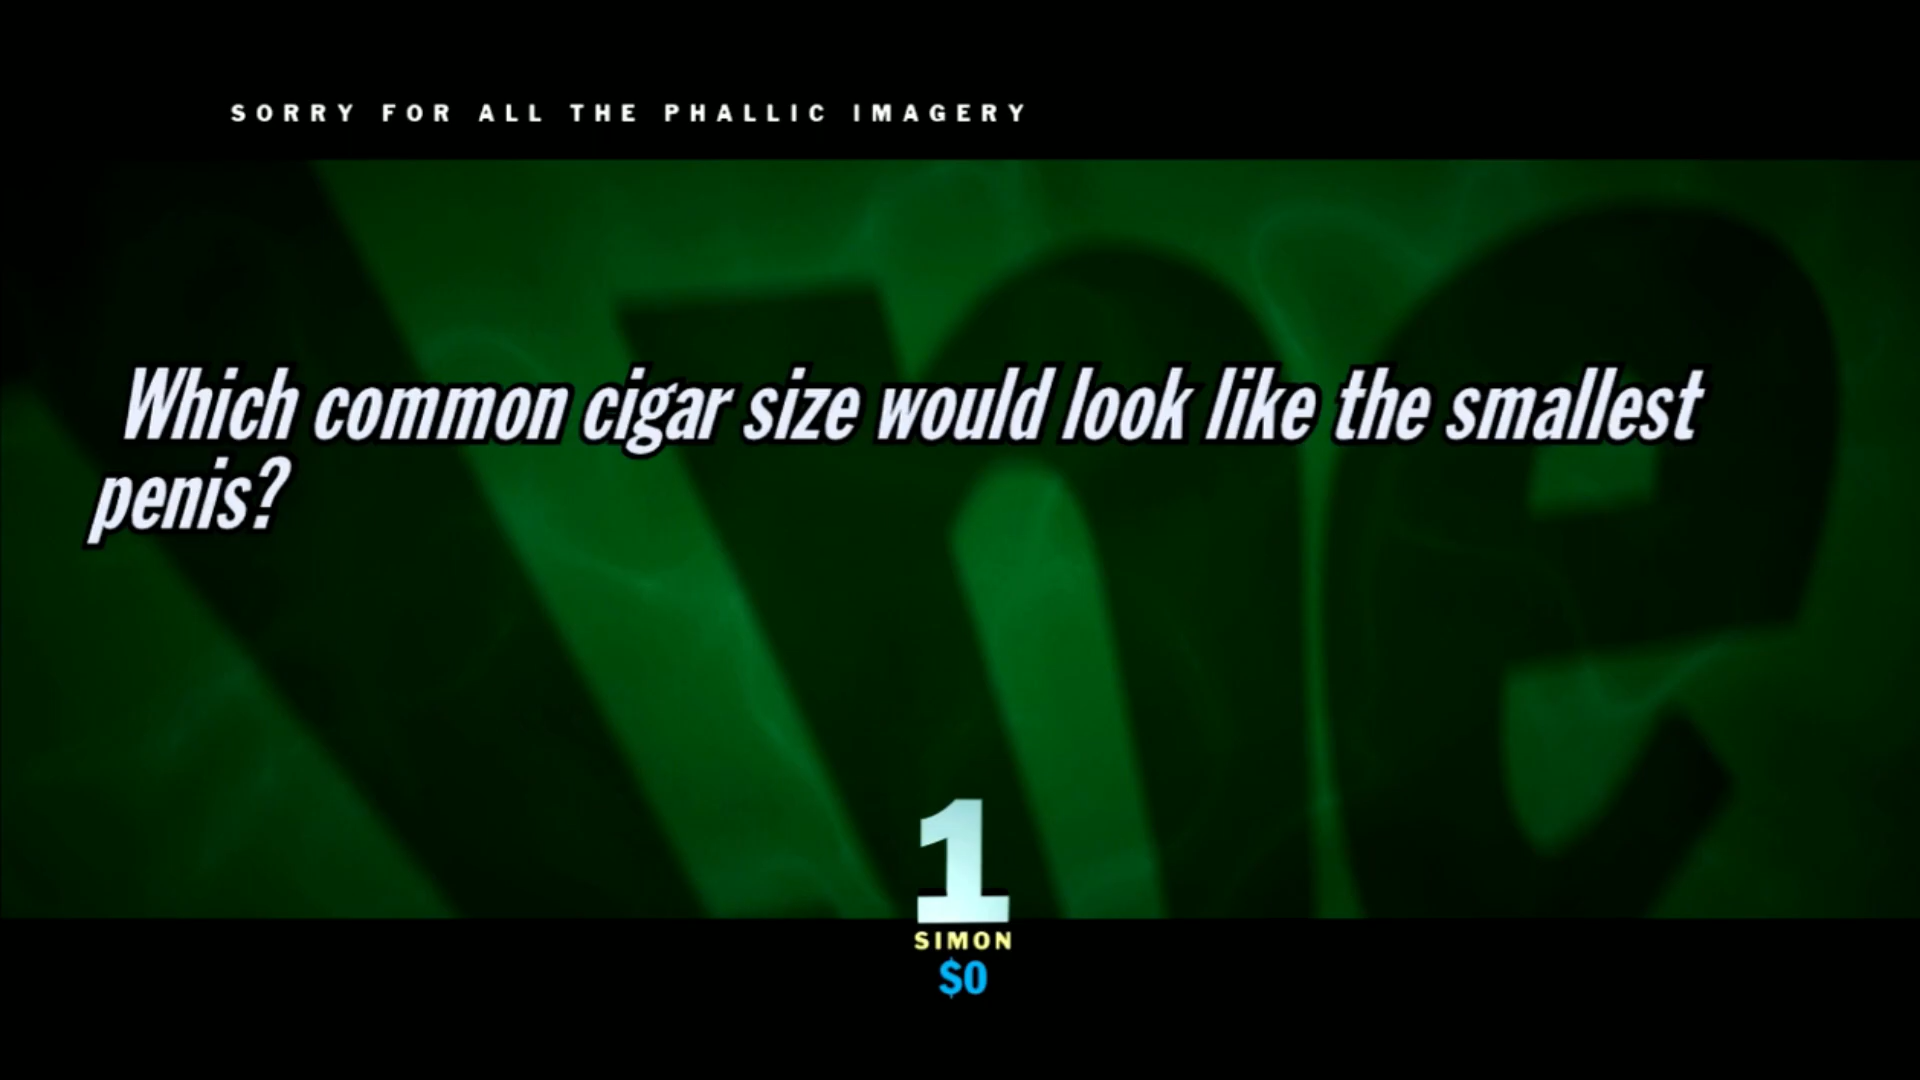 SORRY FOR ALL THE PHALLIC IMAGERY
Which common cigar size would look like the smallest
penis?
1
SIMON
$0